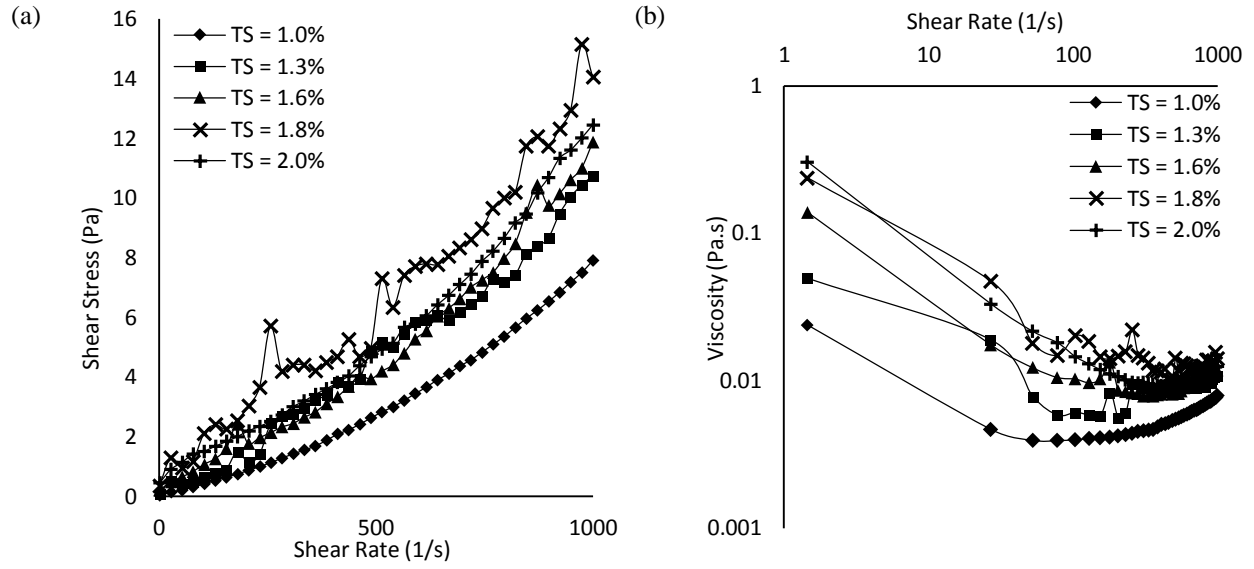 (a)
16
14
12
10
8
6
4
2
0
Shear Stress (Pa)
TS = 1.0%
TS = 1.3%
TS = 1.6%
TS = 1.8%
TS = 2.0%
0 500 1000
Shear Rate (1/s)
(b)
Shear Rate (1/s)
1 10 100 1000
1
0.1
0.01
0.001
Viscosity (Pa.s)
TS = 1.0%
TS = 1.3%
TS = 1.6%
TS = 1.8%
TS = 2.0%